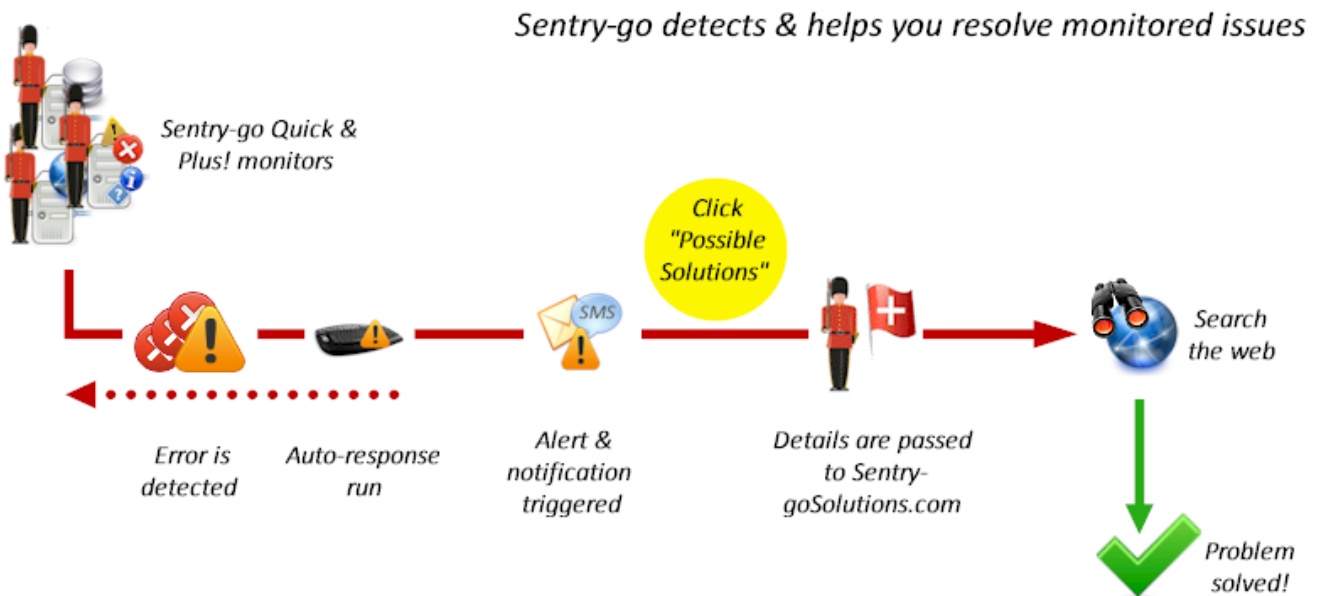 Sentry-go detects & helps you resolve monitored issues
Sentry-go Quick &
Plus! monitors
Click
"Possible
Solutions"
SMS
Search
the web
Error is
detected
Auto-response
run
Alert &
notification
triggered
Details are passed
to Sentry-
goSolutions.com
Problem
solved!